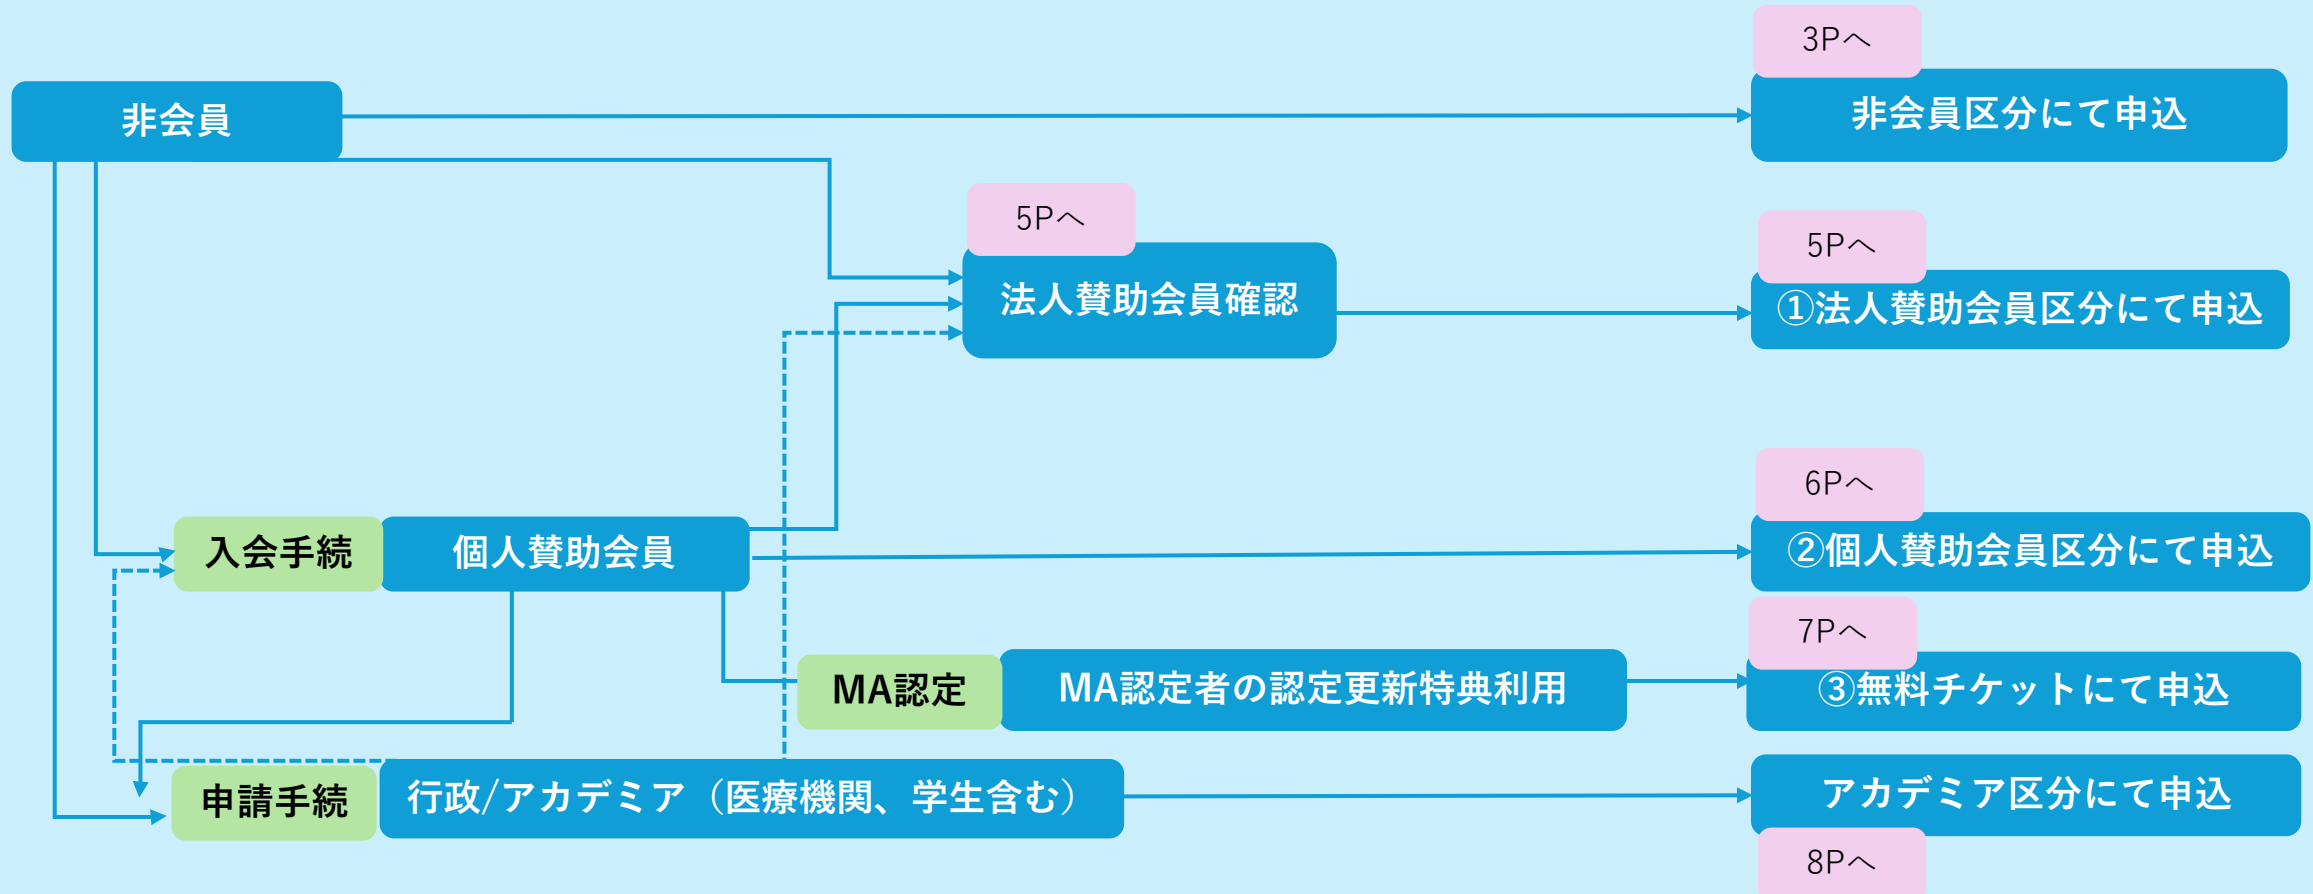 3Pへ
非会員
非会員区分にて申込
5Pへ
5Pへ
法人賛助会員確認
①法人賛助会員区分にて申込
6Pへ
入会手続
個人賛助会員
②個人賛助会員区分にて申込
7Pへ
MA認定
MA認定者の認定更新特典利用
③無料チケットにて申込
申請手続
行政/アカデミア（医療機関、学生含む）
アカデミア区分にて申込
8Pへ